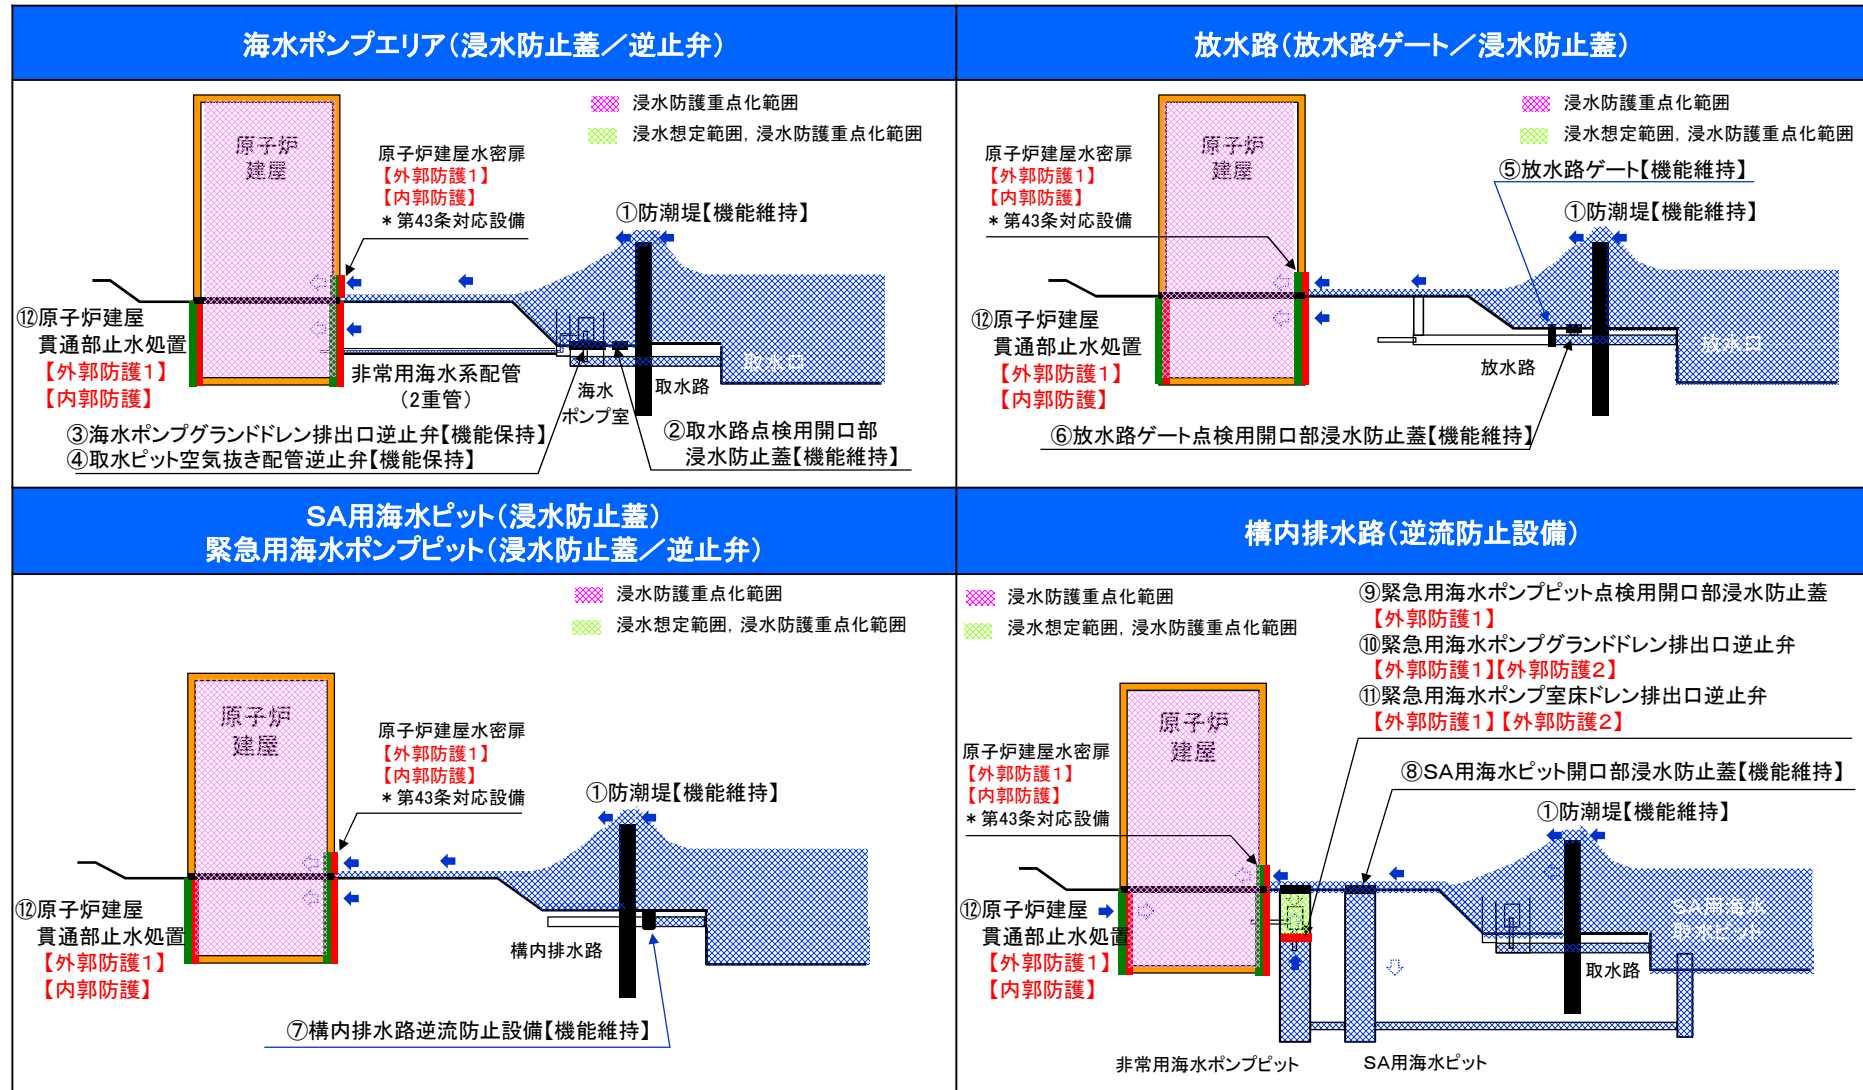 海水ポンプエリア(浸水防止蓋／逆止弁)
浸水防護重点化範囲
浸水想定範囲, 浸水防護重点化範囲
原子炉
建屋
原子炉建屋水密扉
【外郭防護1】
【内郭防護】
＊第43条対応設備
①防潮堤【機能維持】
⑫原子炉建屋
貫通部止水処置
【外郭防護1】
【内郭防護】
非常用海水系配管
(2重管)
海水
ポンプ室
取水路
取水口
③海水ポンプグランドドレン排出口逆止弁【機能保持】
④取水ピット空気抜き配管逆止弁【機能保持】
②取水路点検用開口部
浸水防止蓋【機能維持】
放水路(放水路ゲート／浸水防止蓋)
浸水防護重点化範囲
浸水想定範囲, 浸水防護重点化範囲
原子炉
建屋
原子炉建屋水密扉
【外郭防護1】
【内郭防護】
＊第43条対応設備
⑤放水路ゲート【機能維持】
①防潮堤【機能維持】
⑫原子炉建屋
貫通部止水処置
【外郭防護1】
【内郭防護】
放水路
放水口
⑥放水路ゲート点検用開口部浸水防止蓋【機能維持】
SA用海水ピット(浸水防止蓋)
緊急用海水ポンプピット(浸水防止蓋／逆止弁)
浸水防護重点化範囲
浸水想定範囲, 浸水防護重点化範囲
原子炉
建屋
原子炉建屋水密扉
【外郭防護1】
【内郭防護】
＊第43条対応設備
①防潮堤【機能維持】
⑫原子炉建屋
貫通部止水処置
【外郭防護1】
【内郭防護】
構内排水路
⑦構内排水路逆流防止設備【機能維持】
構内排水路(逆流防止設備)
浸水防護重点化範囲
浸水想定範囲, 浸水防護重点化範囲
⑨緊急用海水ポンプピット点検用開口部浸水防止蓋
【外郭防護1】
⑩緊急用海水ポンプグランドドレン排出口逆止弁
【外郭防護1】【外郭防護2】
⑪緊急用海水ポンプ室床ドレン排出口逆止弁
【外郭防護1】【外郭防護2】
原子炉
建屋
原子炉建屋水密扉
【外郭防護1】
【内郭防護】
＊第43条対応設備
⑧SA用海水ピット開口部浸水防止蓋【機能維持】
①防潮堤【機能維持】
⑫原子炉建屋
貫通部止水処置
【外郭防護1】
【内郭防護】
SA用海水
取水ピット
取水路
非常用海水ポンプピット
SA用海水ピット